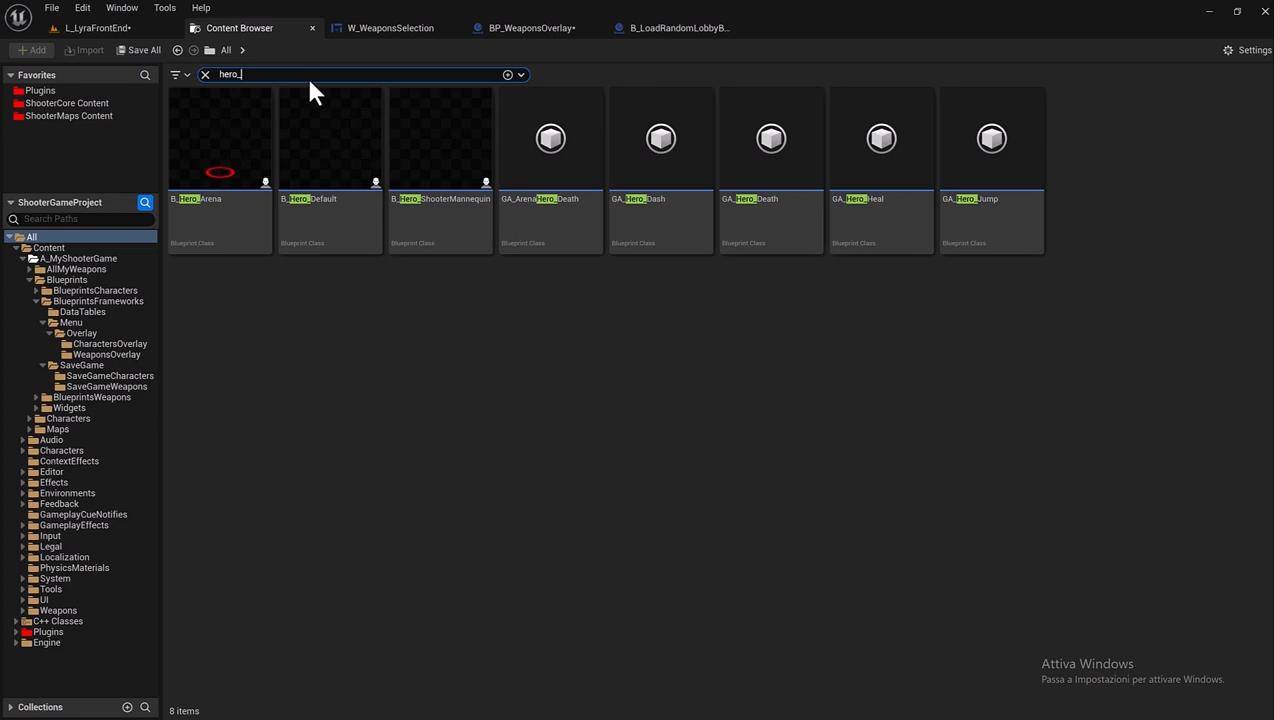 File Edit Window Tools Help
L_LyraFrontEnd• Content Browser W_WeaponsSelection BP_WeaponsOverlay• B_LoadRandomLobbyB...
Add Import Save All All Settings
Favorites
Plugins
ShooterCore Content
ShooterMaps Content
hero_
B_Hero_Arena
Blueprint Class
B_Hero_Default
Blueprint Class
B_Hero_ShooterMannequin
Blueprint Class
GA_ArenaHero_Death
Blueprint Class
GA_Hero_Dash
Blueprint Class
GA_Hero_Death
Blueprint Class
GA_Hero_Heal
Blueprint Class
GA_Hero_Jump
Blueprint Class
ShooterGameProject
Search Paths
All
Content
A_MyShooterGame
AllMyWeapons
Blueprints
BlueprintsCharacters
BlueprintsFrameworks
DataTables
Menu
Overlay
CharactersOverlay
WeaponsOverlay
SaveGame
SaveGameCharacters
SaveGameWeapons
BlueprintsWeapons
Widgets
Characters
Maps
Audio
Characters
ContextEffects
Editor
Effects
Environments
Feedback
GameplayCueNotifies
GameplayEffects
Input
Legal
Localization
PhysicsMaterials
System
Tools
UI
Weapons
C++ Classes
Plugins
Engine
Collections
8 items
Attiva Windows
Passa a Impostazioni per attivare Windows.